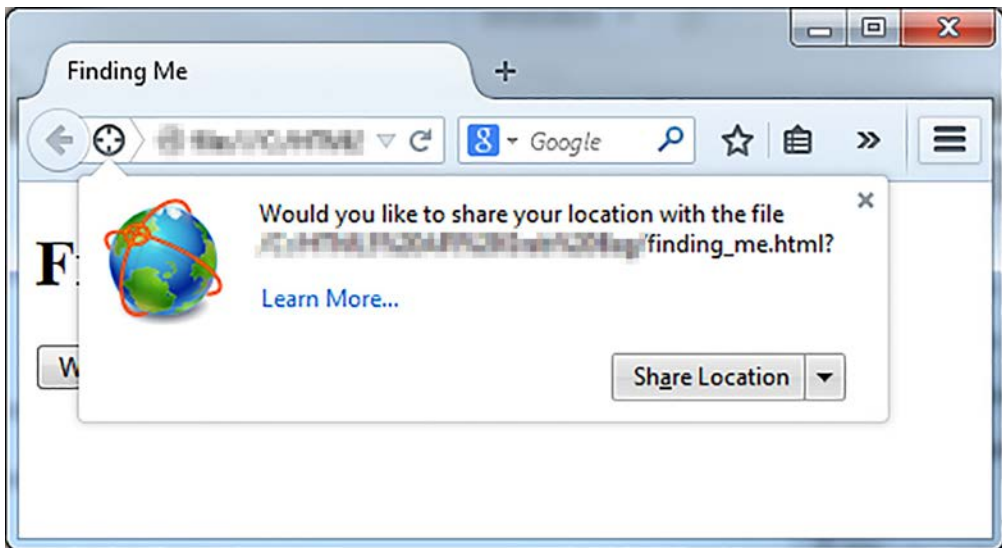 Finding Me
+
8 Google
»
Would you like to share your location with the file
/finding_me.html?
F
Learn More...
W
Share Location